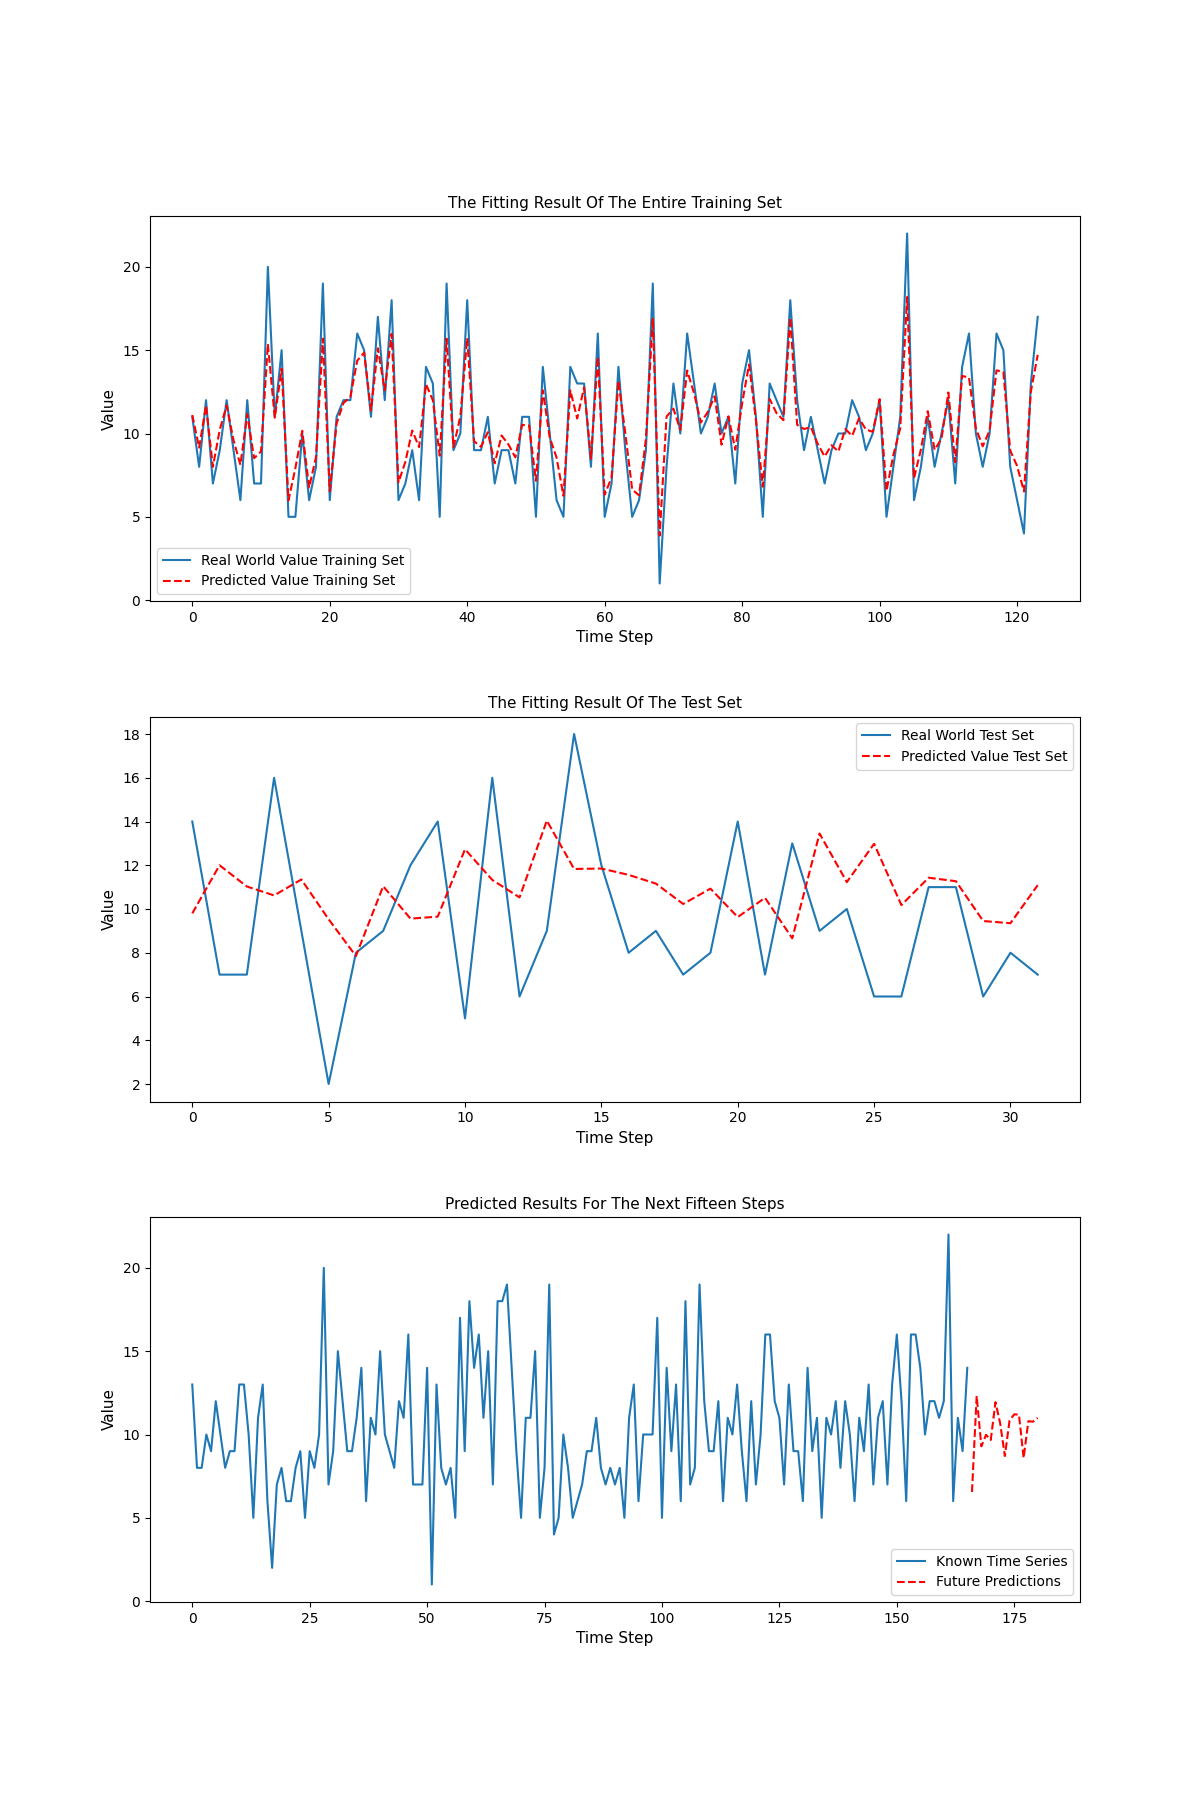 The Fitting Result Of The Entire Training Set
20
15
10
5
0
Value
Real World Value Training Set
Predicted Value Training Set
0 20 40 60 80 100 120
Time Step
The Fitting Result Of The Test Set
18
16
14
12
10
8
6
4
2
Value
Real World Test Set
Predicted Value Test Set
0 5 10 15 20 25 30
Time Step
Predicted Results For The Next Fifteen Steps
20
15
10
5
0
Value
Known Time Series
Future Predictions
0 25 50 75 100 125 150 175
Time Step